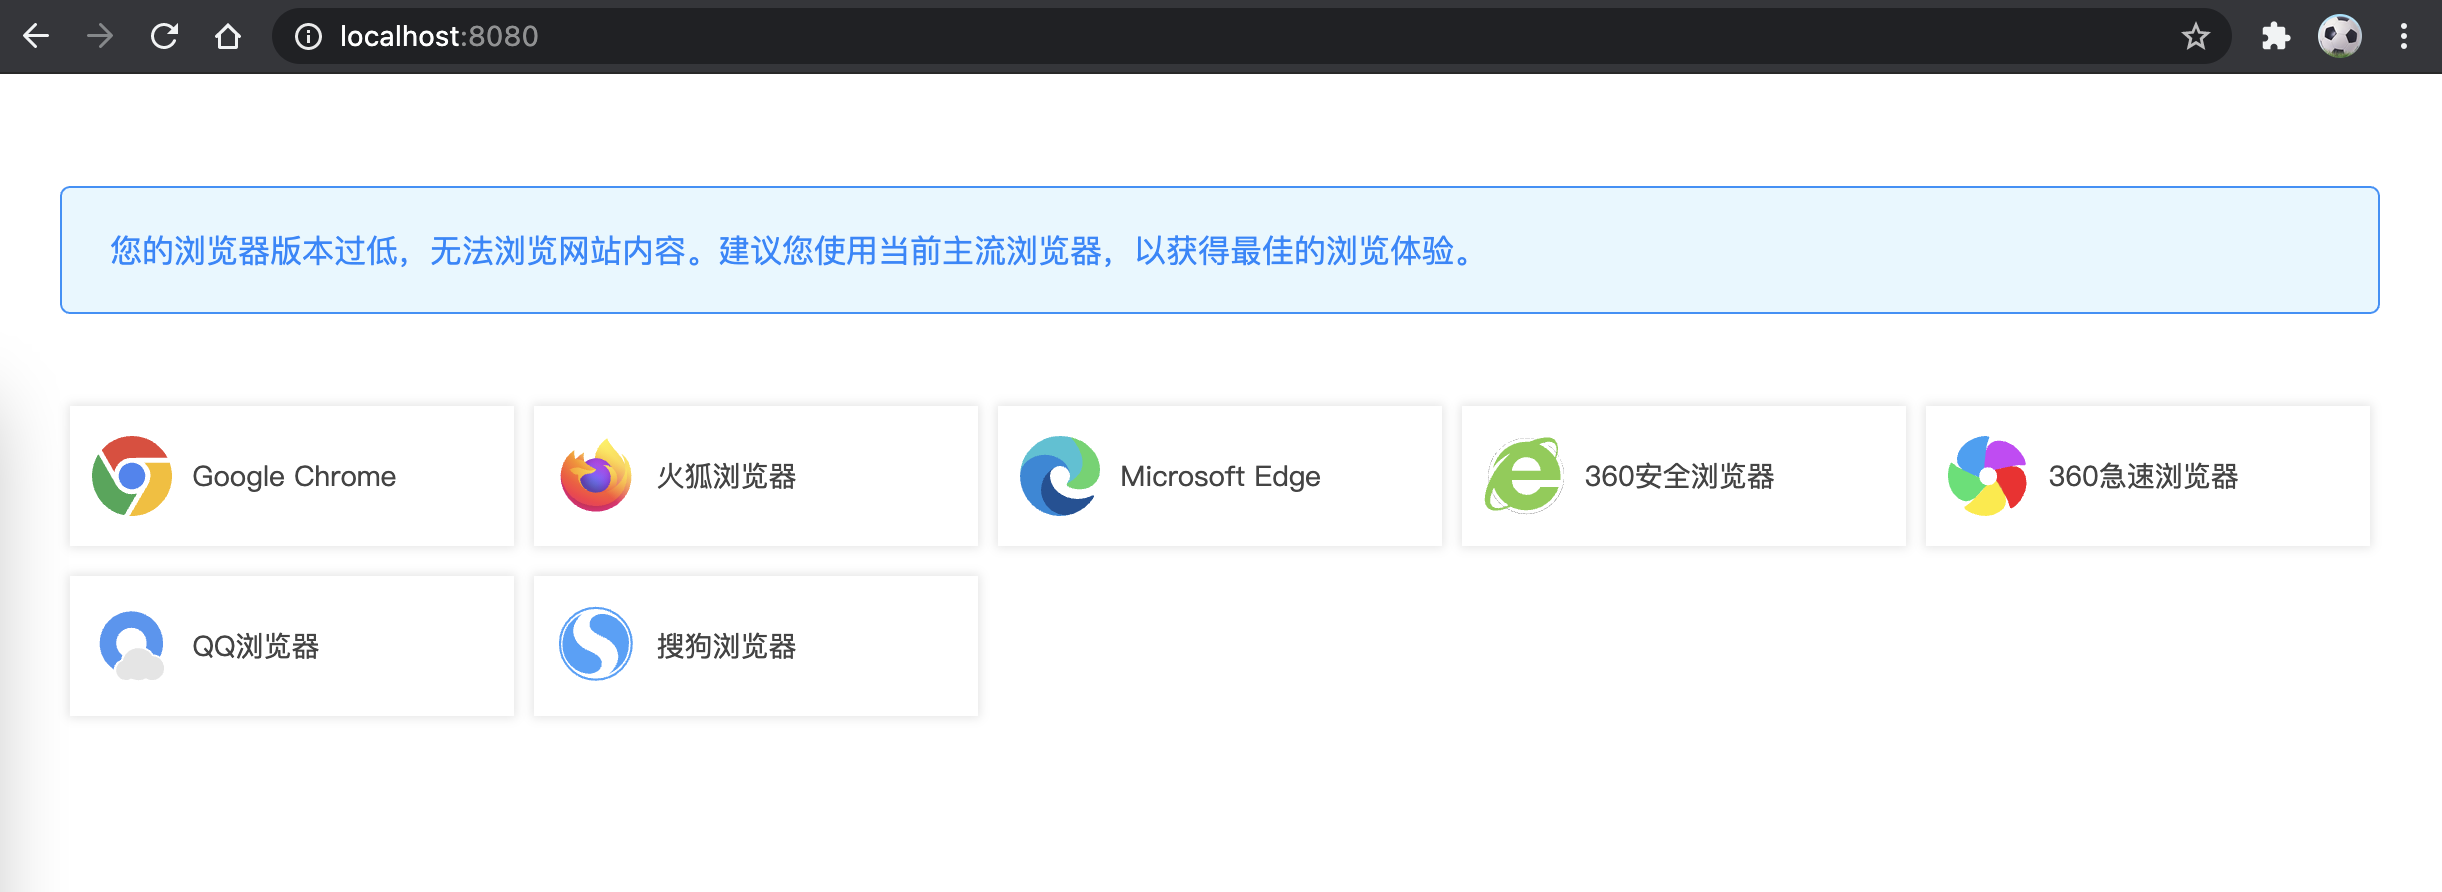 localhost:8080
您的浏览器版本过低，无法浏览网站内容。建议您使用当前主流浏览器，以获得最佳的浏览体验。
Google Chrome
火狐浏览器
Microsoft Edge
360安全浏览器
360急速浏览器
QQ浏览器
搜狗浏览器